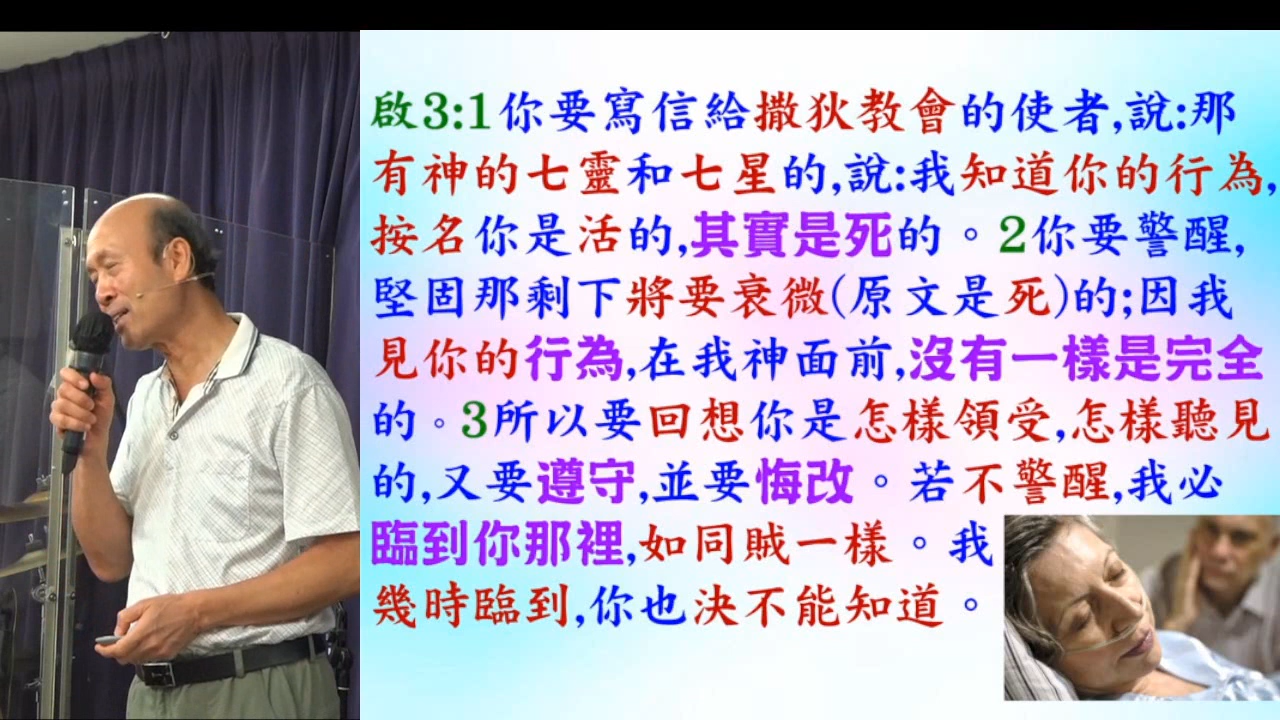 啟3:1你要寫信給撒狄教會的使者,說:那
有神的七靈和七星的,說:我知道你的行為,
按名你是活的,其實是死的。2你要警醒,
堅固那剩下將要衰微(原文是死)的;因我
見你的行為,在我神面前,沒有一樣是完全
的。3所以要回想你是怎樣領受,怎樣聽見
的,又要遵守,並要悔改。若不警醒,我必
臨到你那裡,如同賊一樣。我
幾時臨到,你也決不能知道。